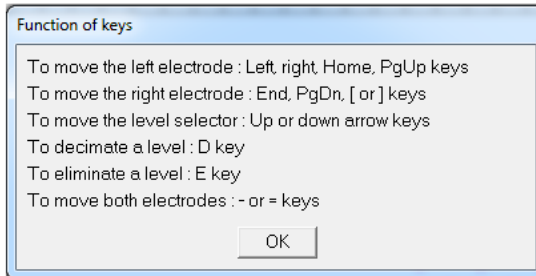 Function of keys
To move the left electrode : Left, right, Home, PgUp keys
To move the right electrode : End, PgDn, [ or ] keys
To move the level selector : Up or down arrow keys
To decimate a level : D key
To eliminate a level : E key
To move both electrodes : - or = keys
OK